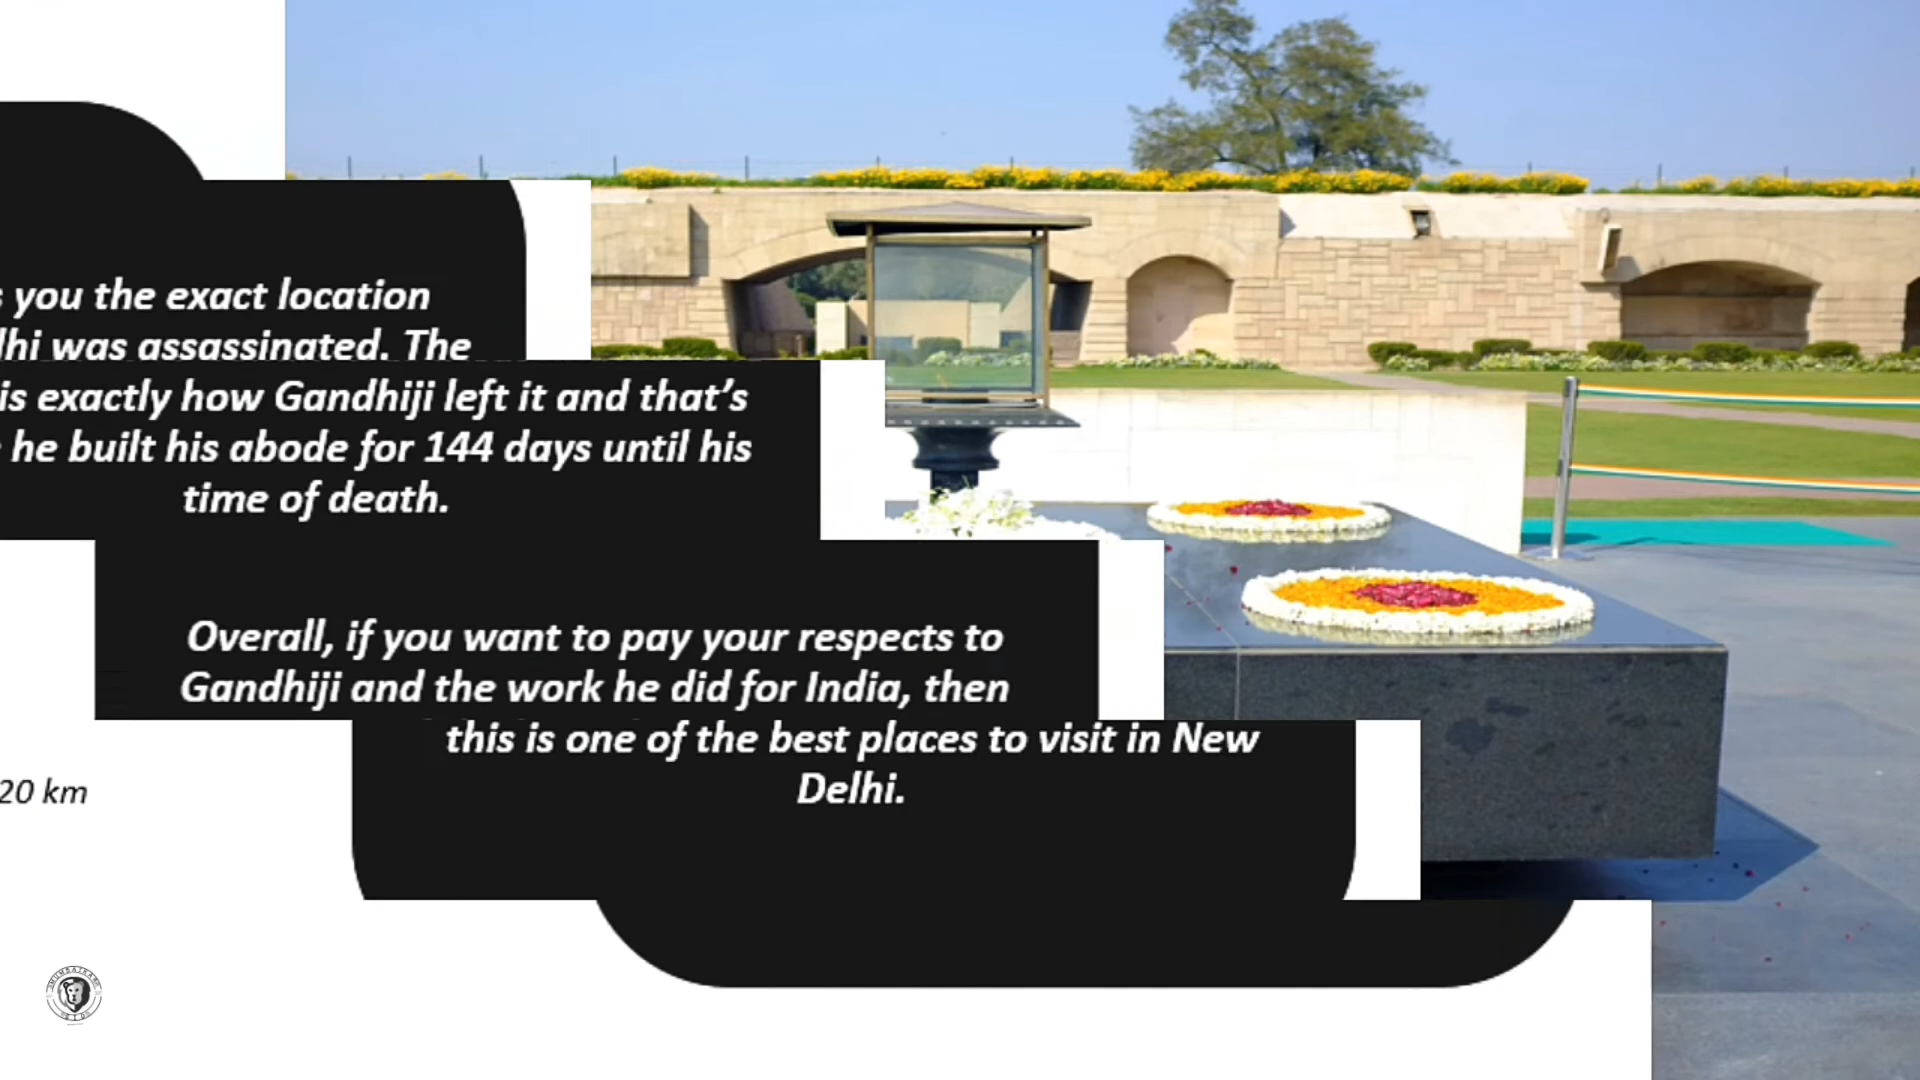 you the exact location
was assassinated. The
is exactly how Gandhiji left it and that's
he built his abode for 144 days until his
time of death.
Overall, if you want to pay your respects to
Gandhiji and the work he did for India, then
this is one of the best places to visit in New
Delhi.
20 km